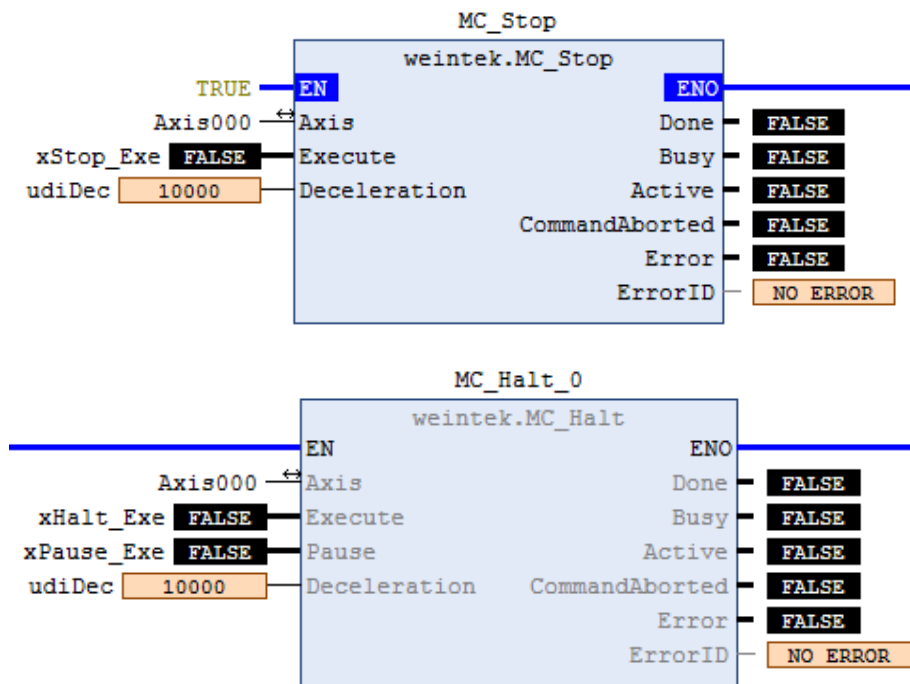 MC_Stop
weintek.MC_Stop
TRUE EN ENO
Axis000 Axis Done FALSE
xStop_Exe FALSE Execute Busy FALSE
udiDec 10000 Deceleration Active FALSE
CommandAborted FALSE
Error FALSE
ErrorID NO ERROR
MC_Halt_0
weintek.MC_Halt
EN ENO
Axis000 Axis Done FALSE
xHalt_Exe FALSE Execute Busy FALSE
xPause_Exe FALSE Pause Active FALSE
udiDec 10000 Deceleration CommandAborted FALSE
Error FALSE
ErrorID NO ERROR